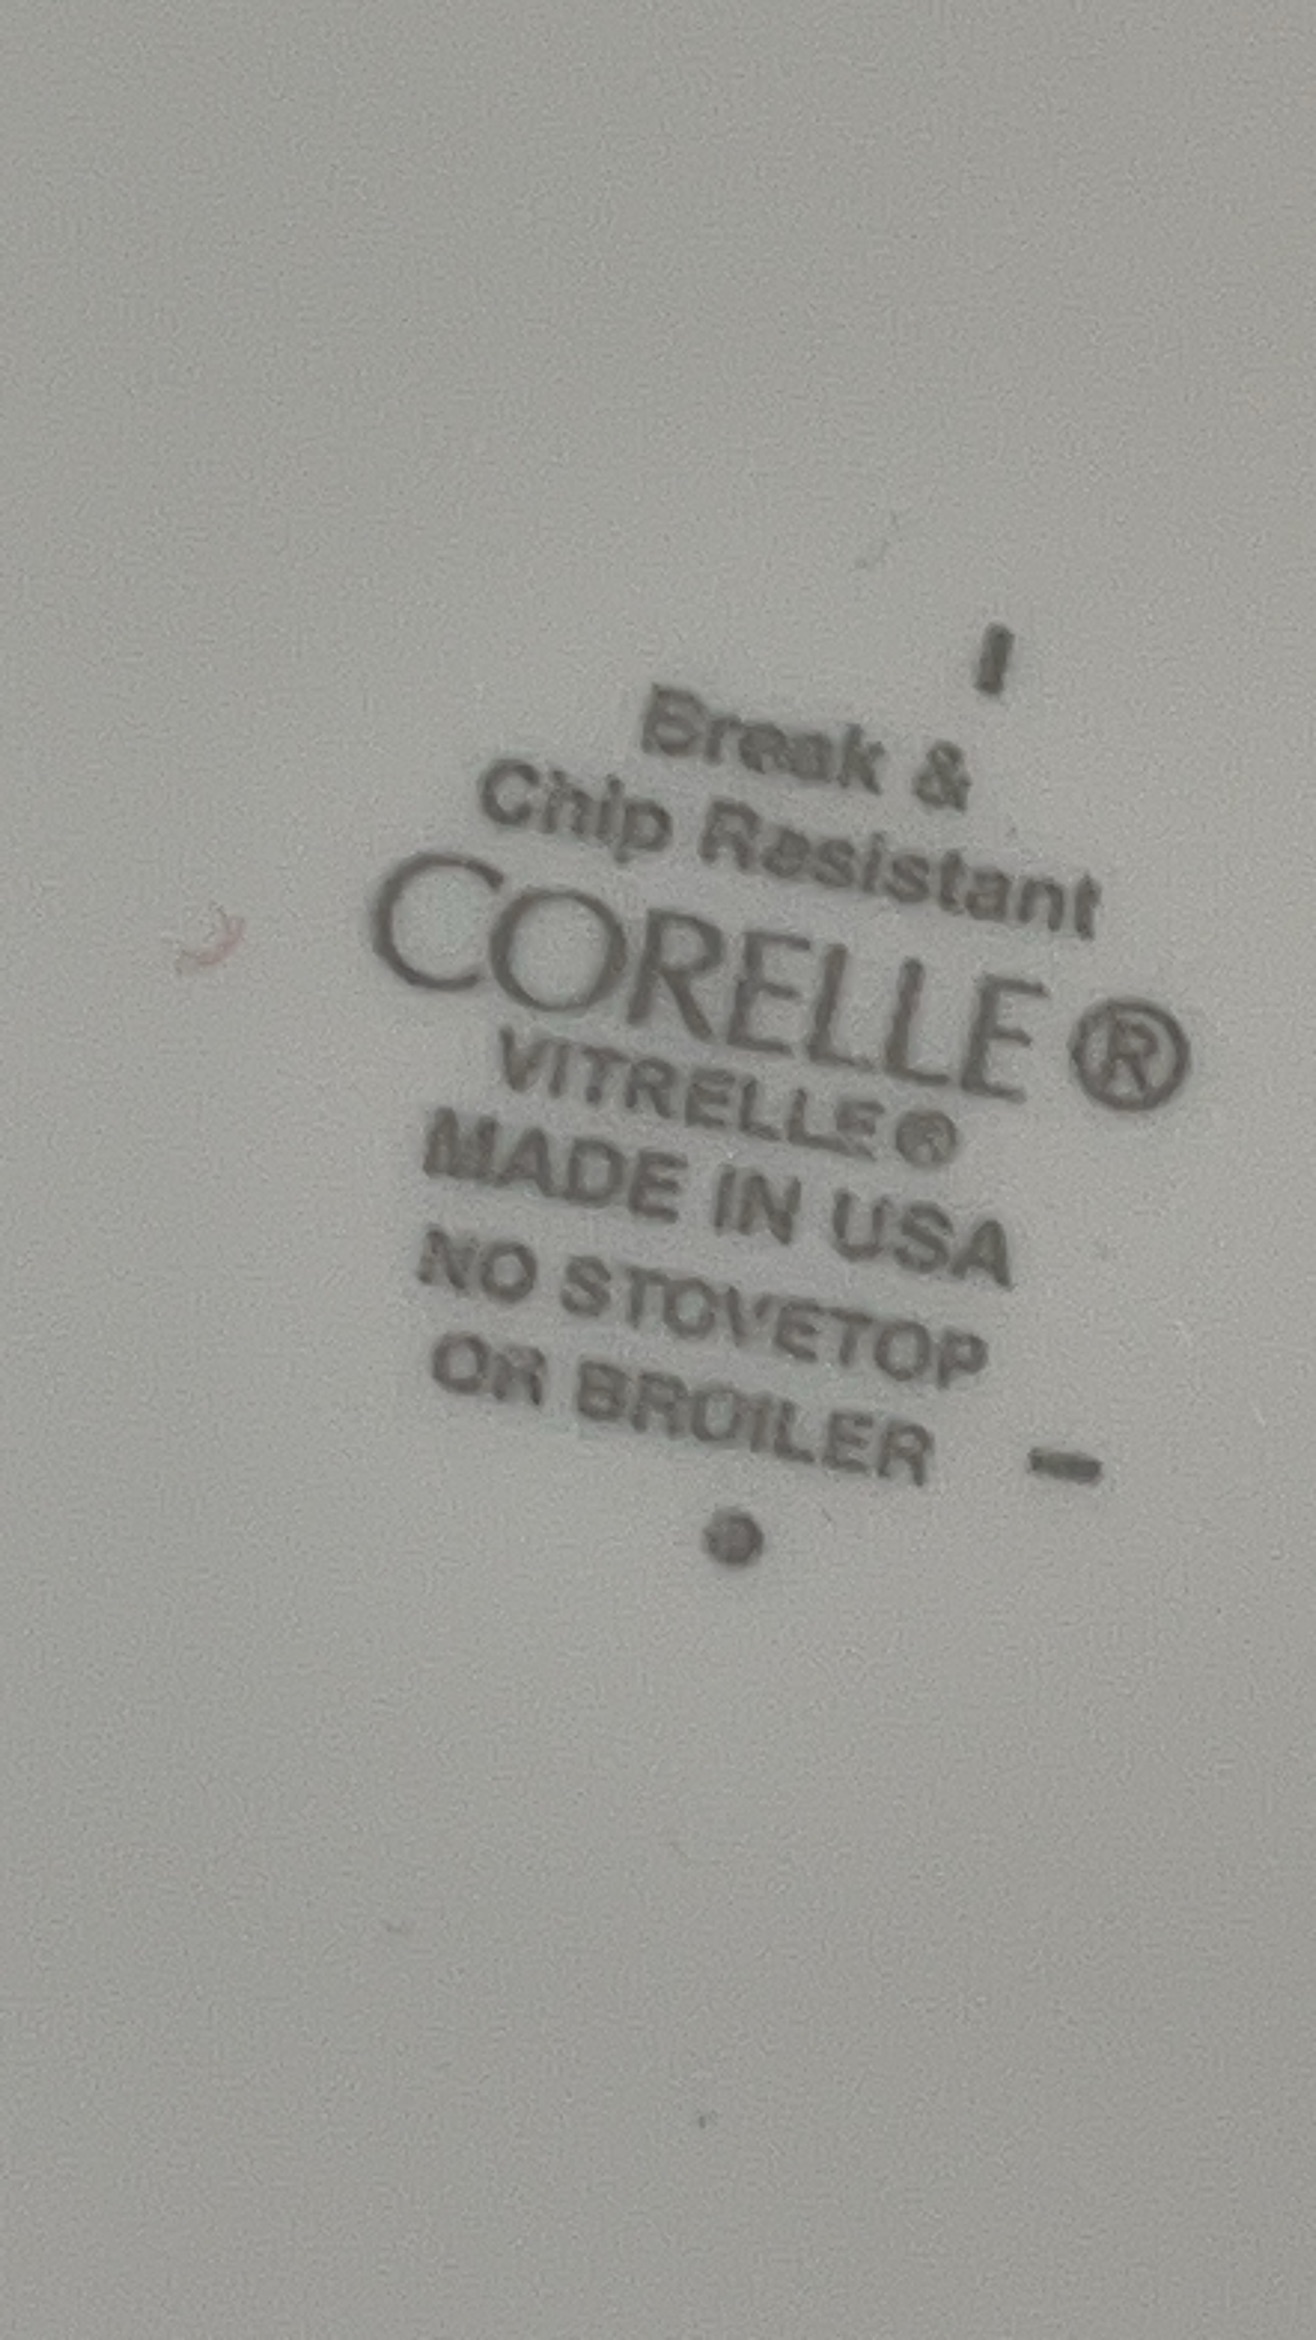 Break &
Chip Resistant
CORELLE ®
VITRELLE®
MADE IN USA
NO STOVETOP
OR BROILER